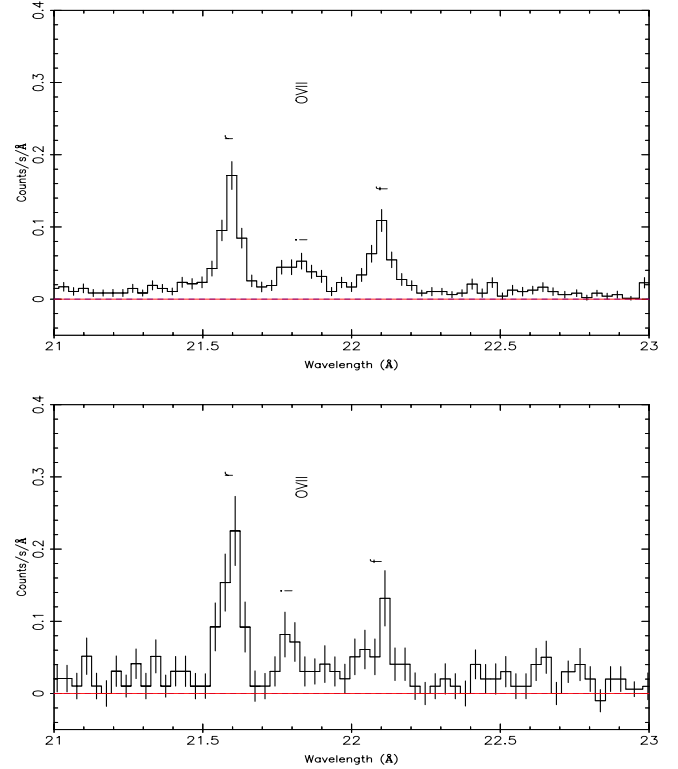 0.4
0.3
0.2
0.1
0
Counts/s/Å
r
i
OVII
f
21
21.5
22
22.5
23
Wavelength (Å)
0.4
0.3
0.2
0.1
0
Counts/s/Å
r
i
OVII
f
21
21.5
22
22.5
23
Wavelength (Å)